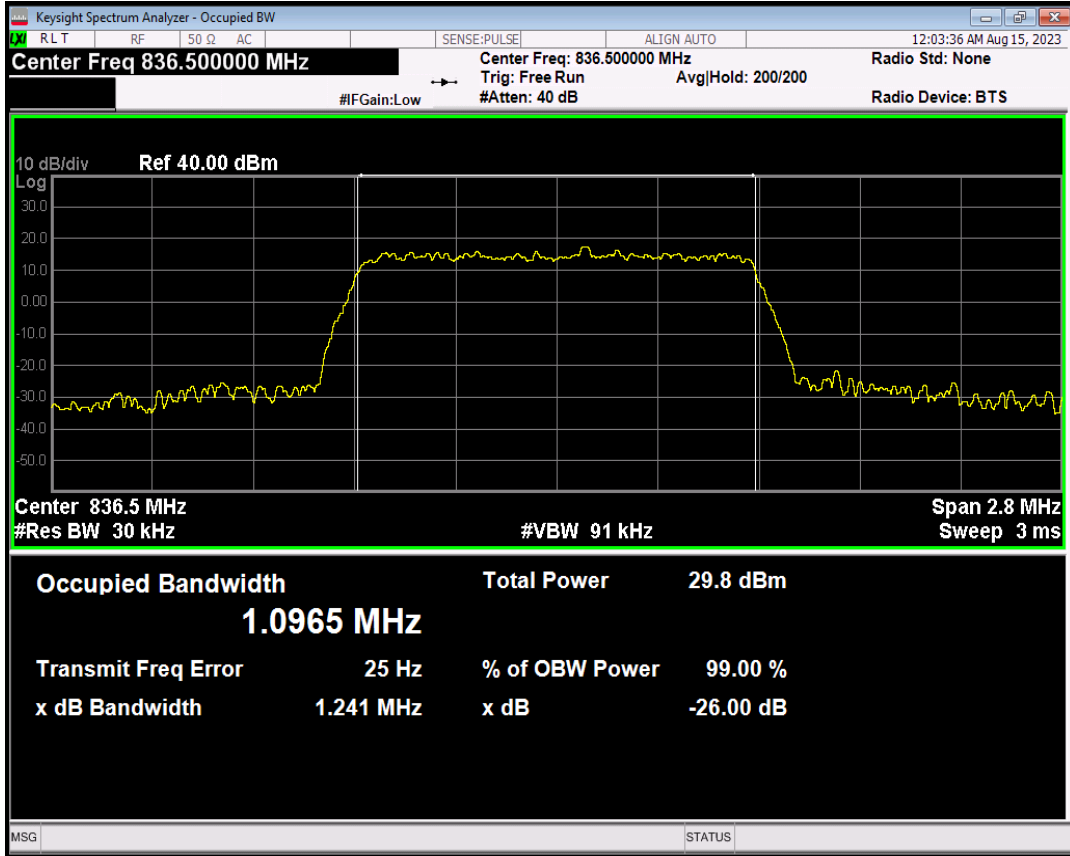 Keysight Spectrum Analyzer - Occupied BW
LXI RLT RF 50 Ω AC SENSE:PULSE ALIGN AUTO 12:03:36 AM Aug 15, 2023
Center Freq 836.500000 MHz Center Freq: 836.500000 MHz Radio Std: None
Trig: Free Run Avg|Hold: 200/200
#IFGain:Low #Atten: 40 dB Radio Device: BTS
10 dB/div Ref 40.00 dBm
Log
30.0
20.0
10.0
0.00
-10.0
-20.0
-30.0
-40.0
-50.0
Center 836.5 MHz Span 2.8 MHz
#Res BW 30 kHz #VBW 91 kHz Sweep 3 ms
Occupied Bandwidth Total Power 29.8 dBm
1.0965 MHz
Transmit Freq Error 25 Hz % of OBW Power 99.00 %
x dB Bandwidth 1.241 MHz x dB -26.00 dB
MSG STATUS